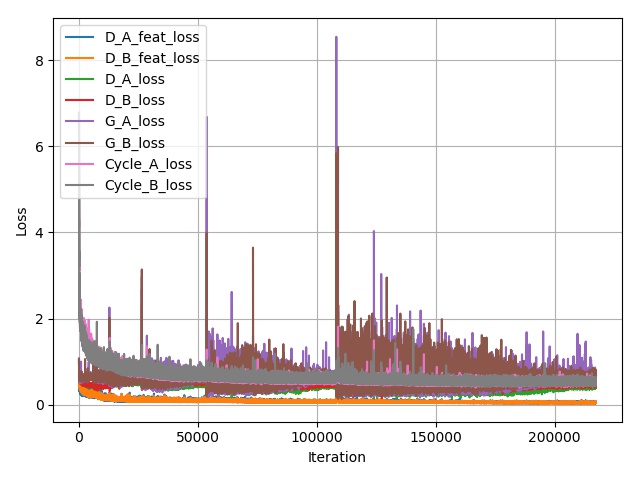 D_A_feat_loss
D_B_feat_loss
D_A_loss
D_B_loss
G_A_loss
G_B_loss
Cycle_A_loss
Cycle_B_loss
8
6
4
2
0
Loss
0 50000 100000 150000 200000
Iteration